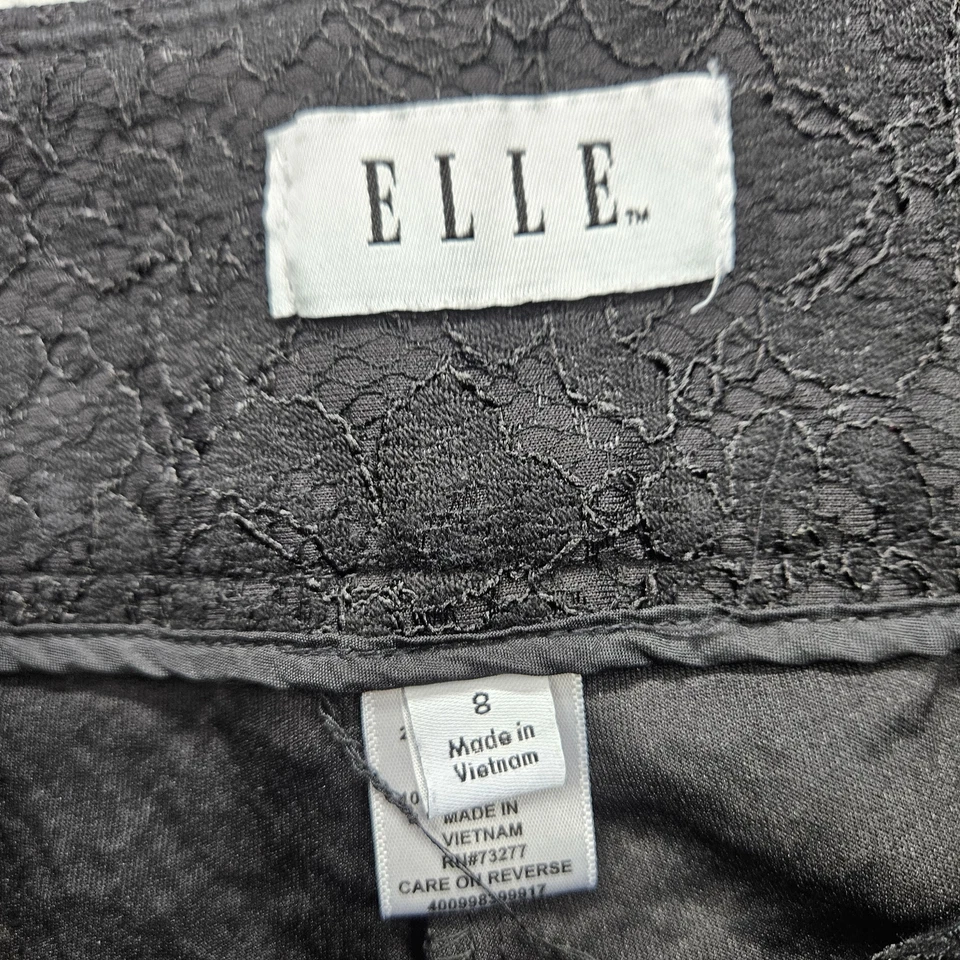 ELLE™
8
Made in
Vietnam
MADE IN
VIETNAM
RN#73277
CARE ON REVERSE